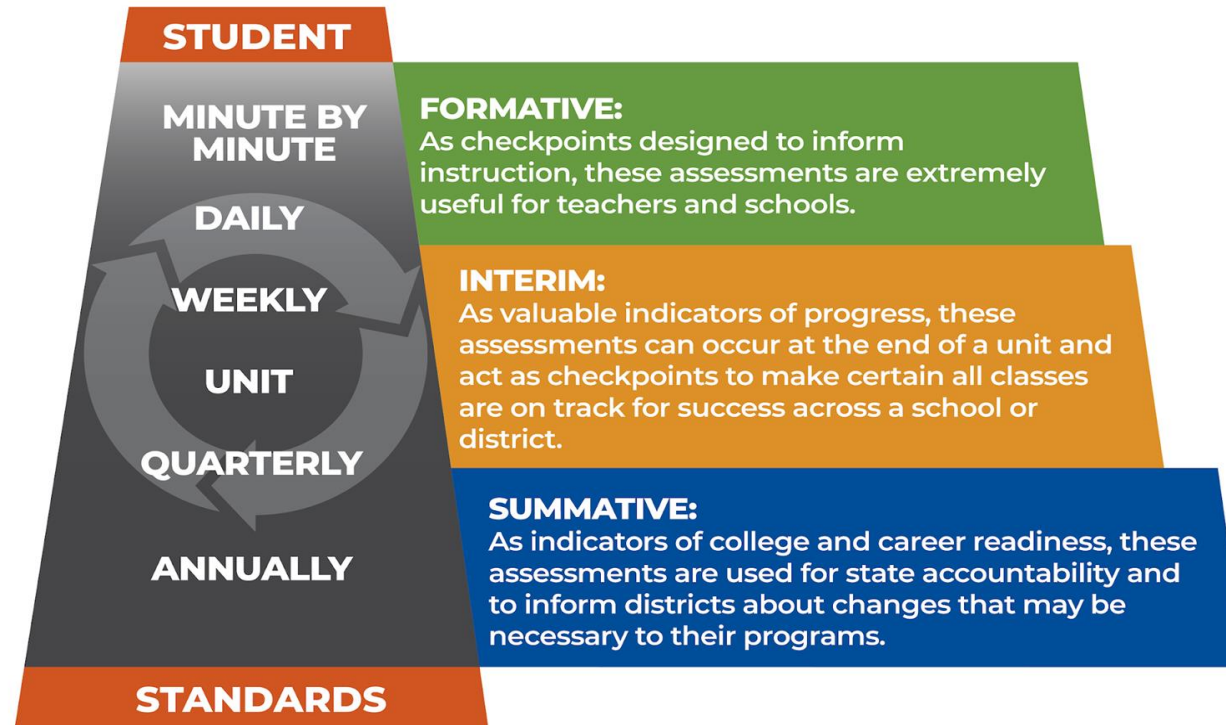 STUDENT
MINUTE BY
MINUTE
DAILY
WEEKLY
UNIT
QUARTERLY
ANNUALLY
STANDARDS
FORMATIVE:
As checkpoints designed to inform
instruction, these assessments are extremely
useful for teachers and schools.
INTERIM:
As valuable indicators of progress, these
assessments can occur at the end of a unit and
act as checkpoints to make certain all classes
are on track for success across a school or
district.
SUMMATIVE:
As indicators of college and career readiness, these
assessments are used for state accountability and
to inform districts about changes that may be
necessary to their programs.